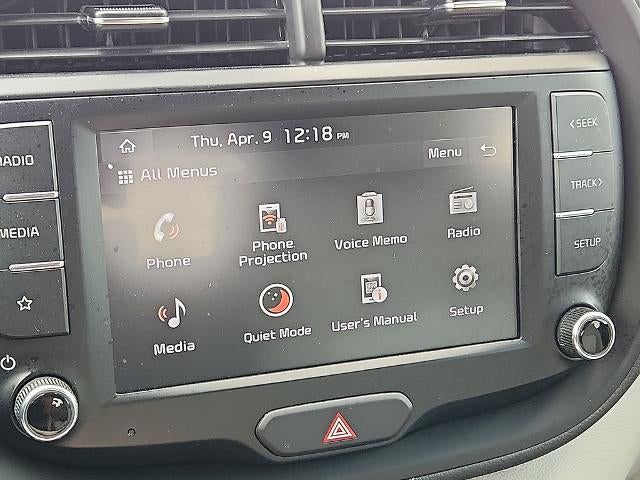 Thu, Apr. 9 12:18 PM
Menu
All Menus
Phone
Phone
Projection
Voice Memo
Radio
Media
Quiet Mode
User's Manual
Setup
RADIO
MEDIA
< SEEK
TRACK >
SETUP